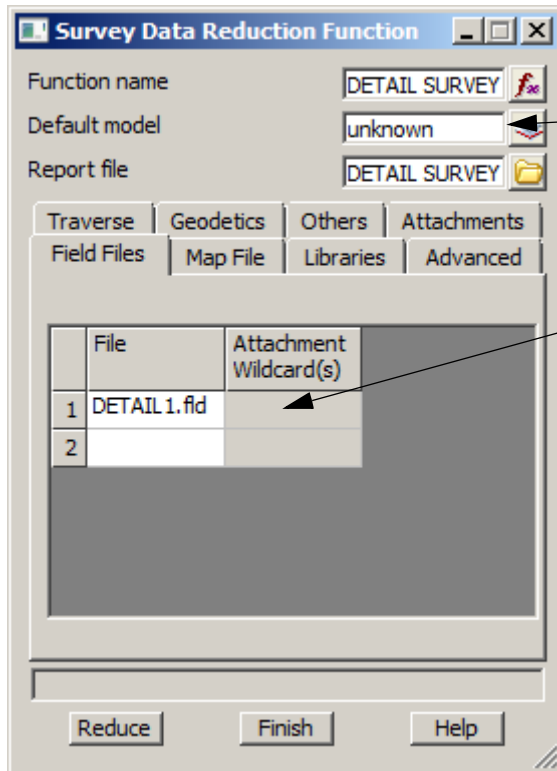 Survey Data Reduction Function
Function name DETAIL SURVEY
Default model unknown
Report file DETAIL SURVEY
Traverse Geodetics Others Attachments
Field Files Map File Libraries Advanced
File Attachment
Wildcard(s)
1 DETAIL1.fld
2
Reduce Finish Help